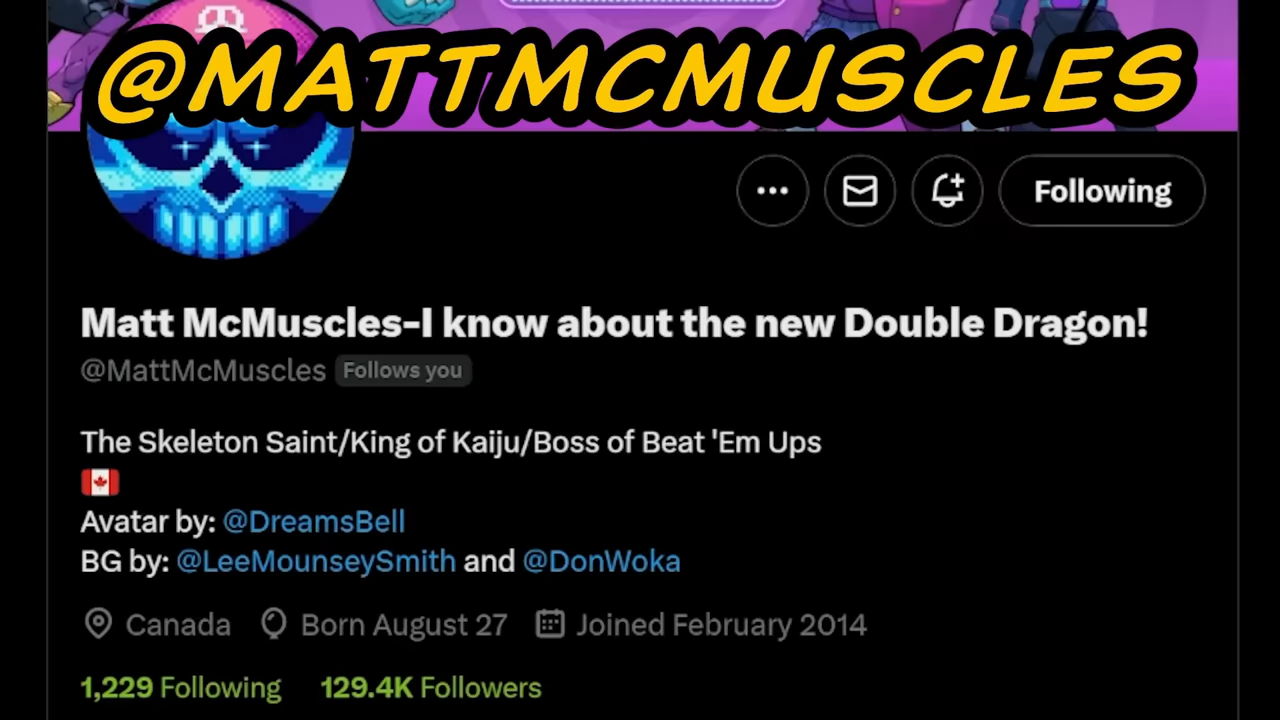 @MATTMCMUSCLES
Following
Matt McMuscles-I know about the new Double Dragon!
@MattMcMuscles Follows you
The Skeleton Saint/King of Kaiju/Boss of Beat 'Em Ups
Avatar by: @DreamsBell
BG by: @LeeMounseySmith and @DonWoka
Canada Born August 27 Joined February 2014
1,229 Following 129.4K Followers